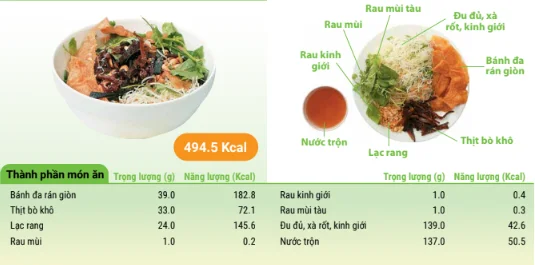 494.5 Kcal
Rau mùi tàu
Rau mùi
Đu đủ, xà
rốt, kinh giới
Rau kinh
giới
Bánh đa
rán giòn
Nước trộn
Lạc rang
Thịt bò khô
Thành phần món ăn Trọng lượng (g) Năng lượng (Kcal)
Bánh đa rán giòn 39.0 182.8
Thịt bò khô 33.0 72.1
Lạc rang 24.0 145.6
Rau mùi 1.0 0.2
Trọng lượng (g) Năng lượng (Kcal)
Rau kinh giới 1.0 0.4
Rau mùi tàu 1.0 0.3
Đu đủ, xà rốt, kinh giới 139.0 42.6
Nước trộn 137.0 50.5